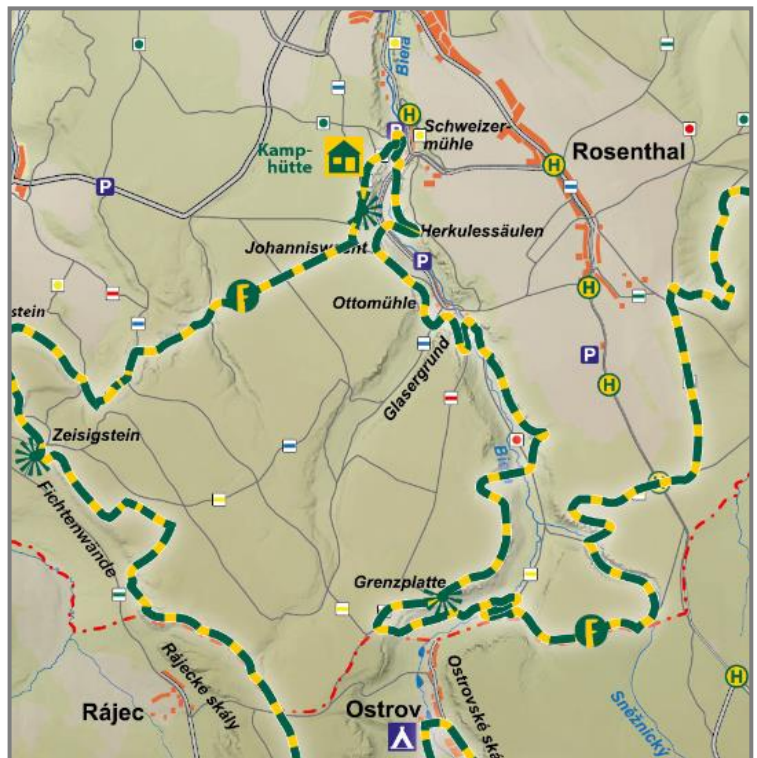 Biela
H
Schweizer-
mühle
P
Kamp-
hütte
Rosenthal
H
P
Herkulessäulen
Johanniswacht
P
H
F
Ottomühle
stein
P
Glasergrund
H
Zeisigstein
Fichtenwände
H
Grenzplatte
F
Rájecké skály
H
Rájec
Ostrov
Ostrovské ská
Sněžnický